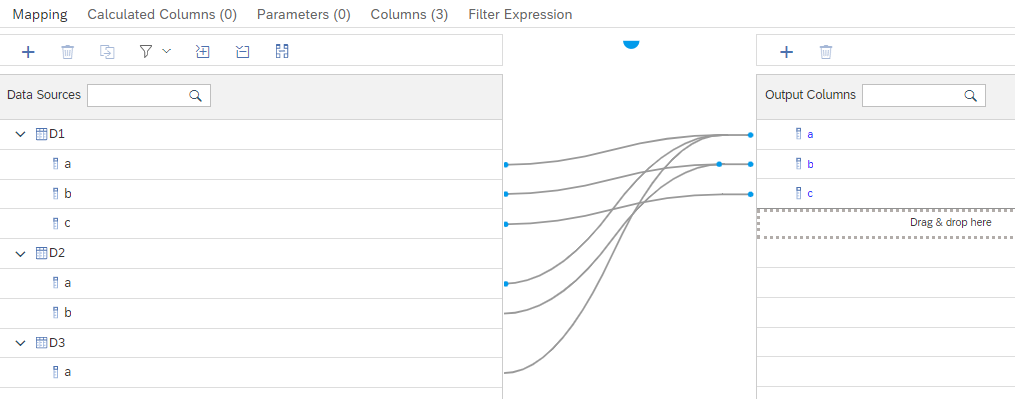 Mapping Calculated Columns (0) Parameters (0) Columns (3) Filter Expression
Data Sources
D1
a
b
c
D2
a
b
D3
a
Output Columns
a
b
c
Drag & drop here